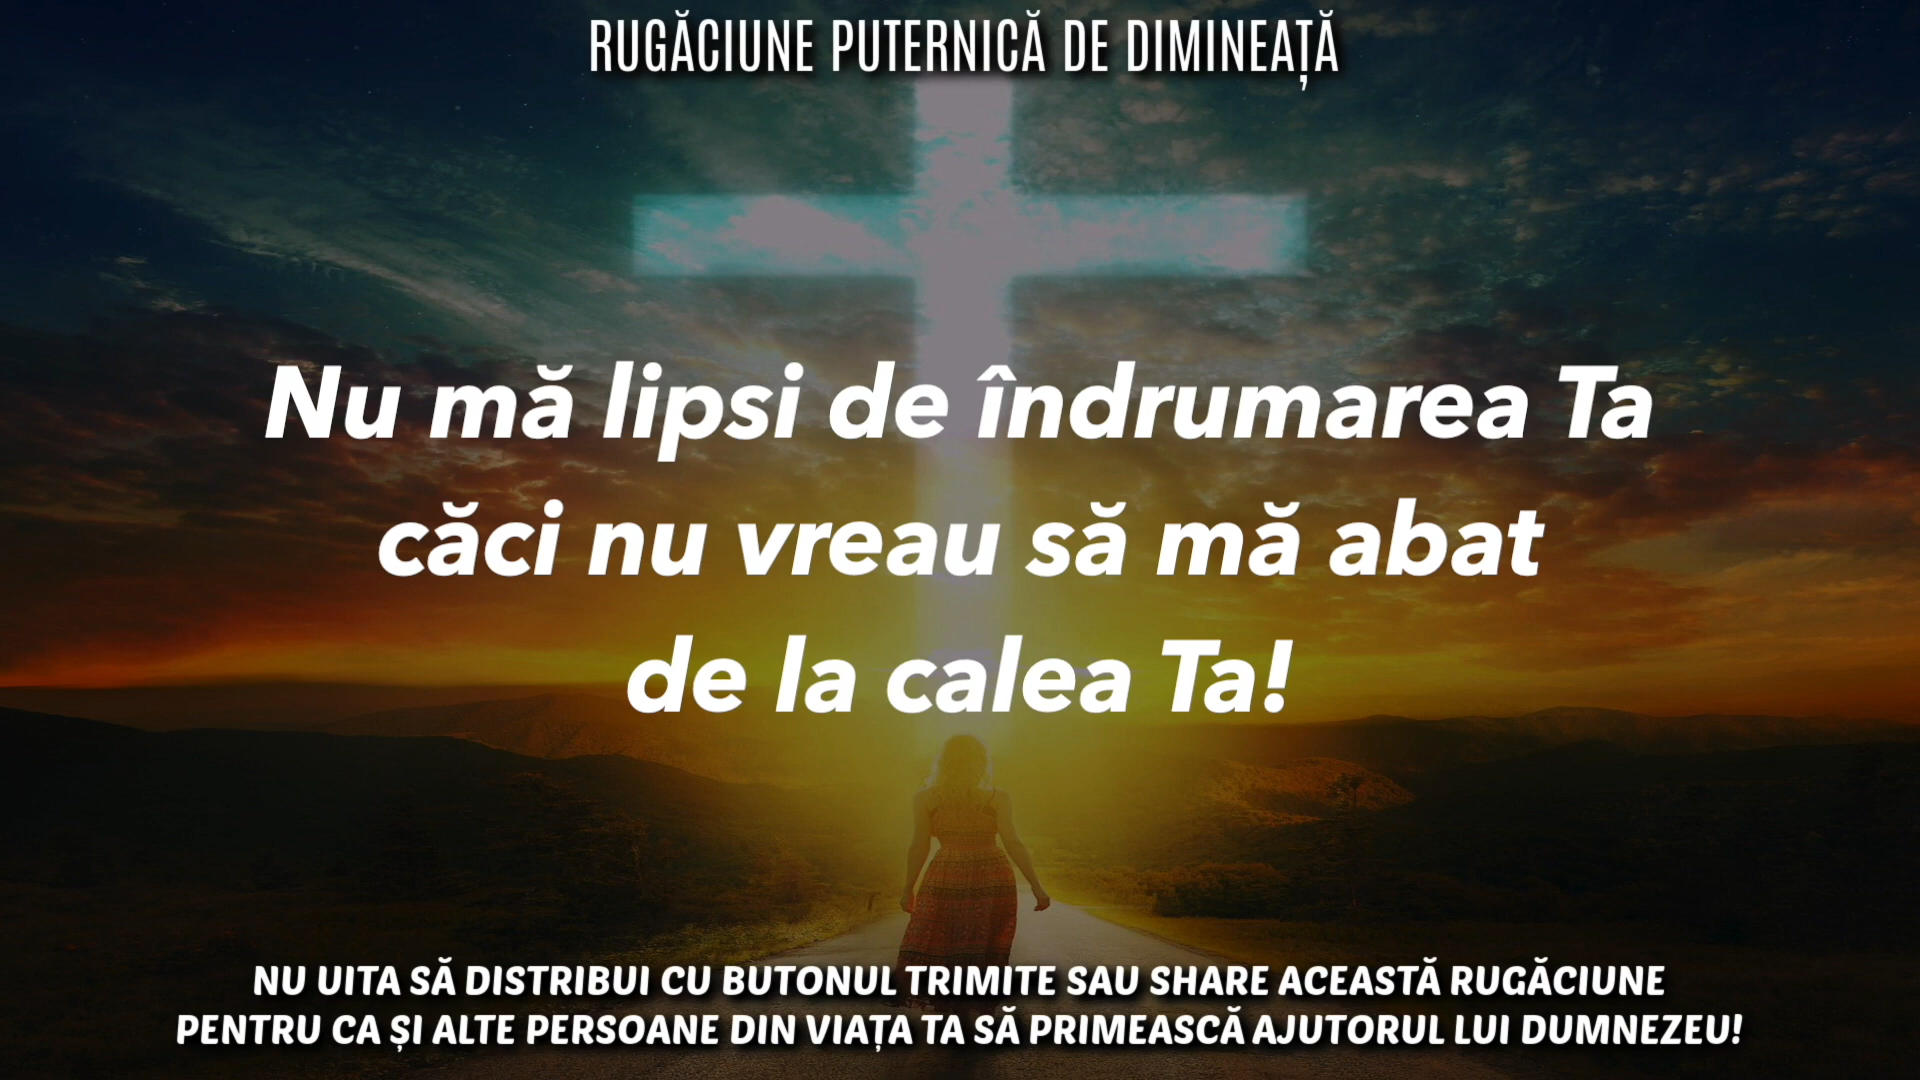 RUGĂCIUNE PUTERNICĂ DE DIMINEAȚĂ
Nu mă lipsi de îndrumarea Ta
căci nu vreau să mă abat
de la calea Ta!
NU UITA SĂ DISTRIBUI CU BUTONUL TRIMITE SAU SHARE ACEASTĂ RUGĂCIUNE
PENTRU CA ȘI ALTE PERSOANE DIN VIAȚA TA SĂ PRIMEASCĂ AJUTORUL LUI DUMNEZEU!